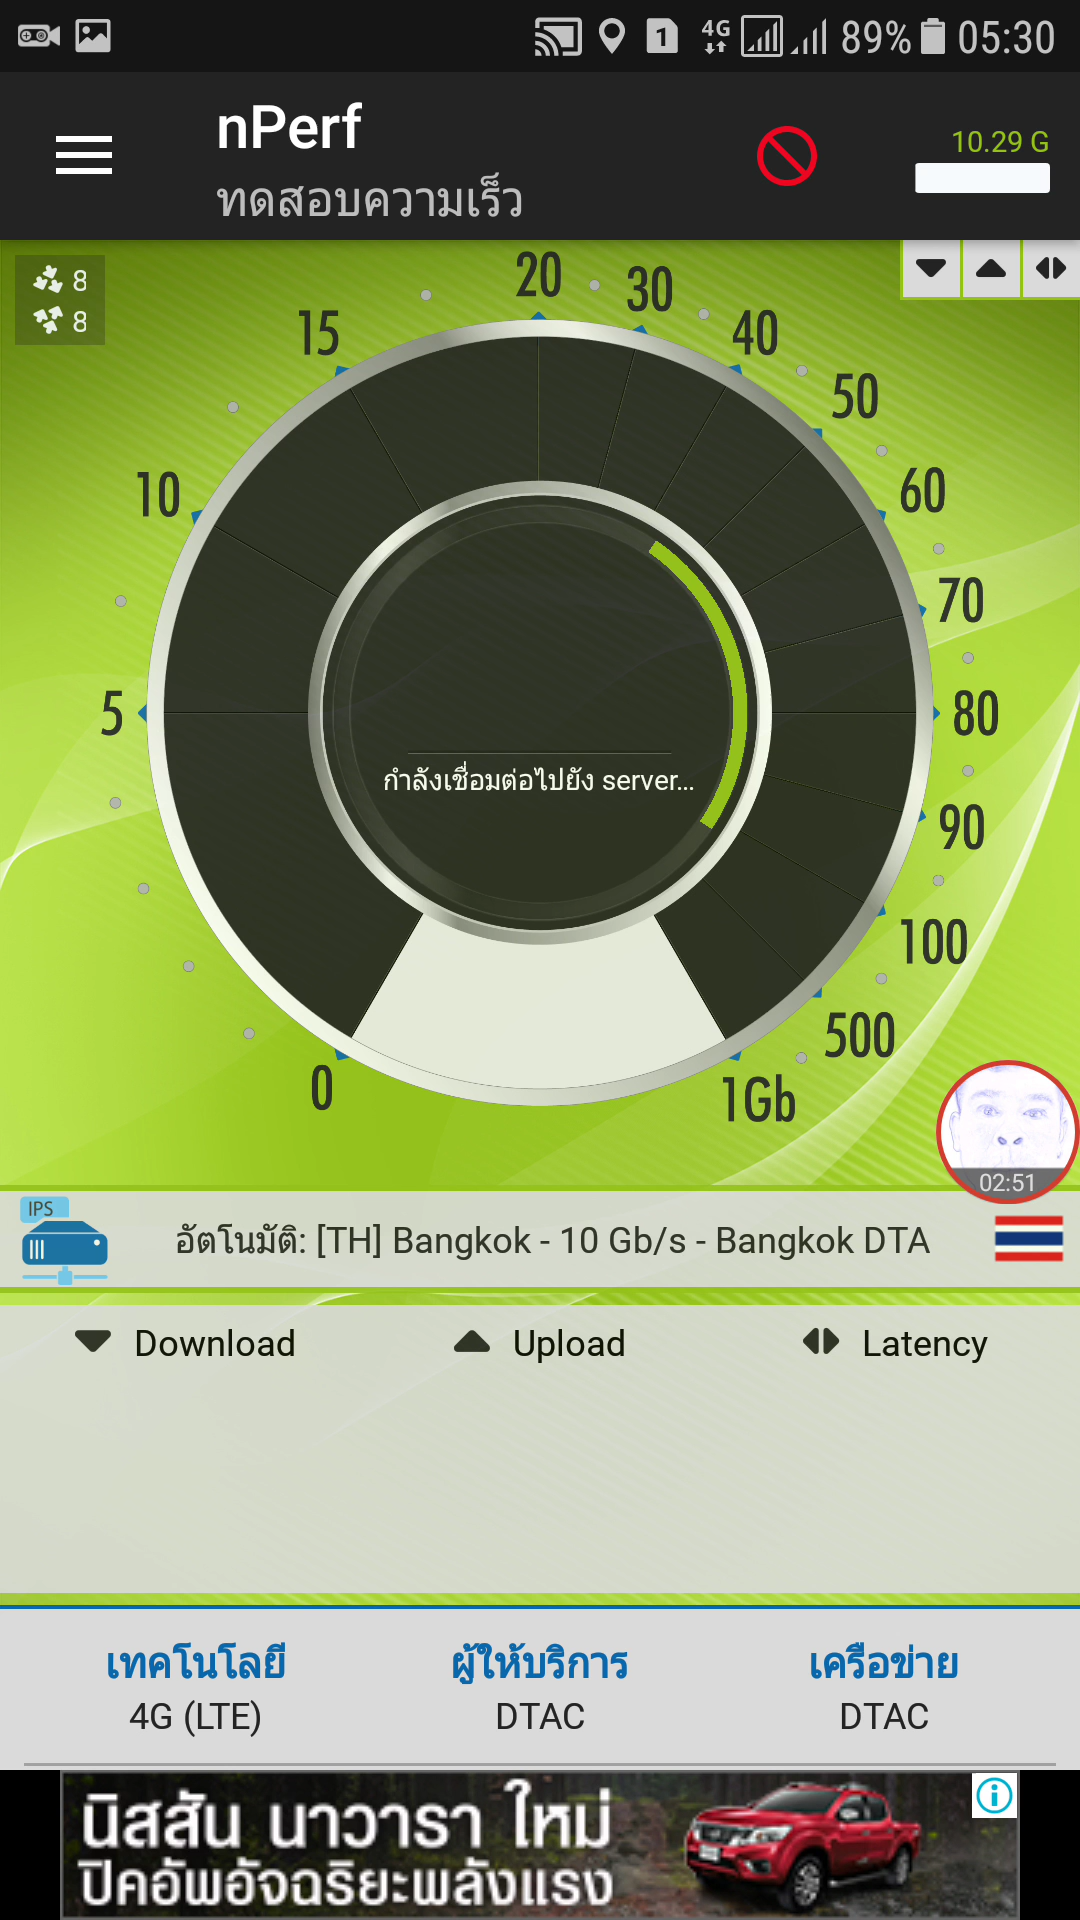 4G 1 89% 05:30
nPerf
ทดสอบความเร็ว
10.29 G
8
8
20
30
15
40
50
10
60
70
5
80
90
100
500
0
1Gb
กำลังเชื่อมต่อไปยัง server...
02:51
IPS
อัตโนมัติ: [TH] Bangkok - 10 Gb/s - Bangkok DTA
Download Upload Latency
เทคโนโลยี ผู้ให้บริการ เครือข่าย
4G (LTE) DTAC DTAC
นิสสัน นาวารา ใหม่
ปิคอัพอัจฉริยะพลังแรง